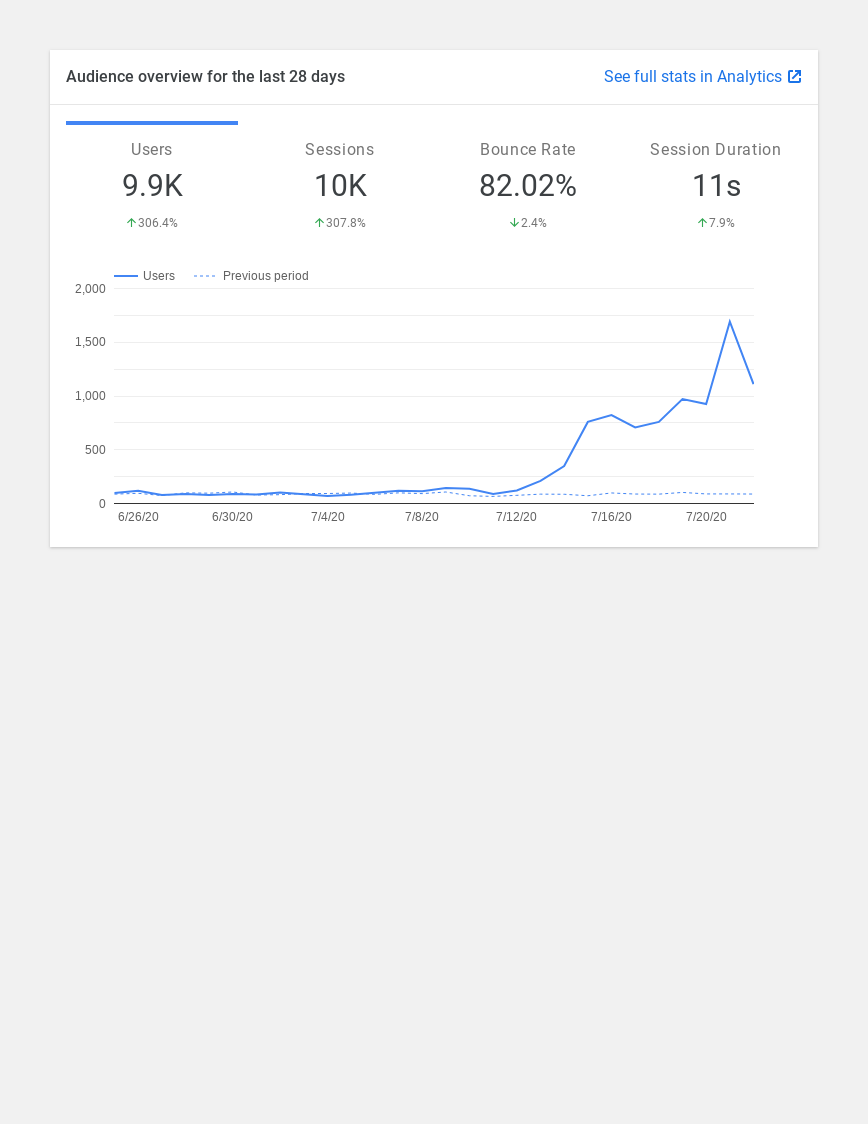 Audience overview for the last 28 days
See full stats in Analytics
Users
Sessions
Bounce Rate
Session Duration
9.9K
10K
82.02%
11s
306.4%
307.8%
2.4%
7.9%
Users
Previous period
2,000
1,500
1,000
500
0
6/26/20
6/30/20
7/4/20
7/8/20
7/12/20
7/16/20
7/20/20